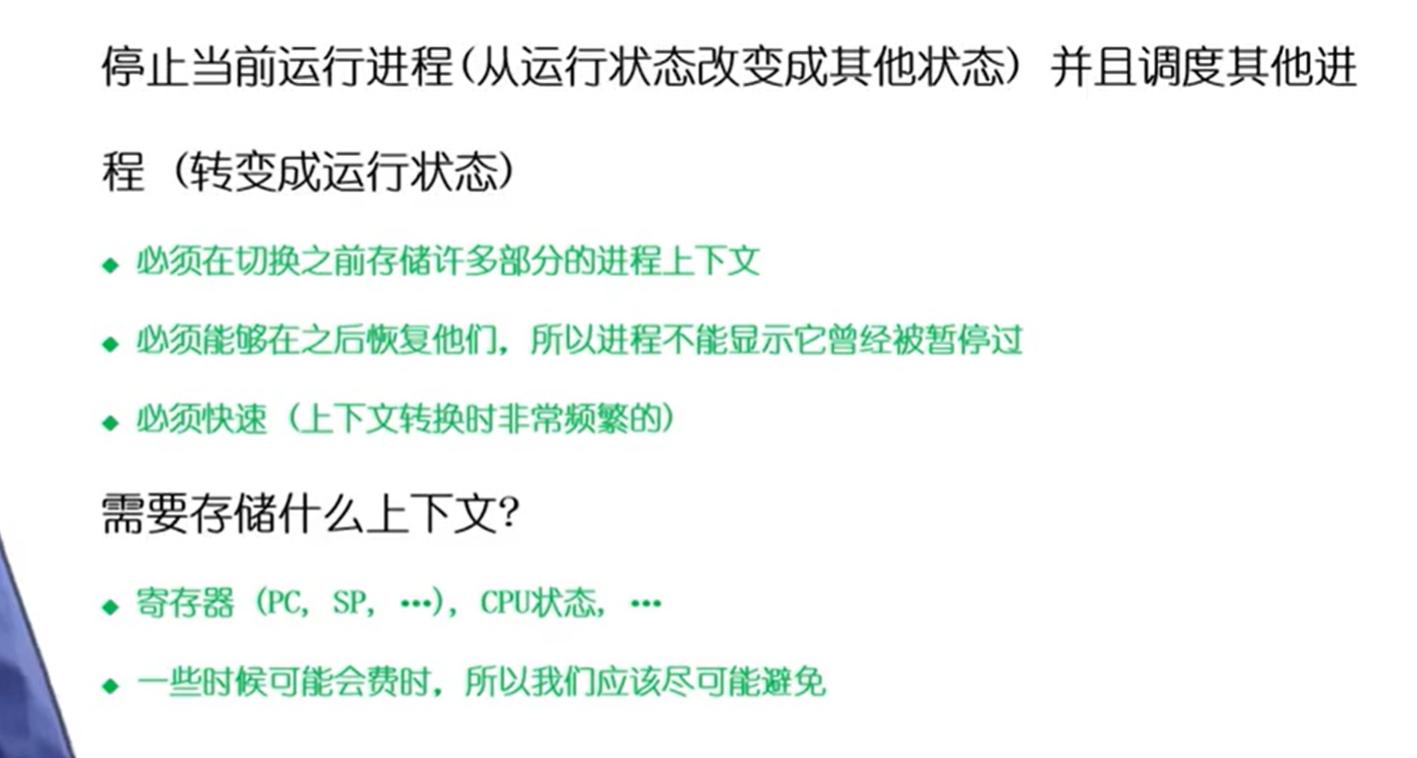 停止当前运行进程(从运行状态改变成其他状态) 并且调度其他进
程 (转变成运行状态)
◆ 必须在切换之前存储许多部分的进程上下文
◆ 必须能够在之后恢复他们，所以进程不能显示它曾经被暂停过
◆ 必须快速 (上下文转换时非常频繁的)
需要存储什么上下文?
◆ 寄存器 (PC, SP, …), CPU状态, …
◆ 一些时候可能会费时，所以我们应该尽可能避免